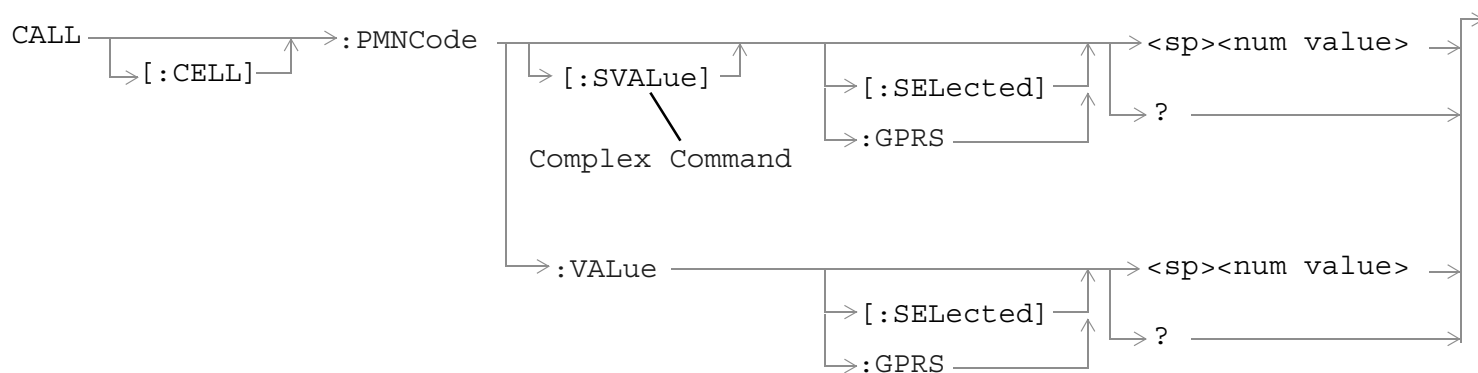 CALL [:CELL] :PMNCode [:SVALue] <sp><num value>
[:SELected]
?
:GPRS
Complex Command
:VALue <sp><num value>
[:SELected]
?
:GPRS